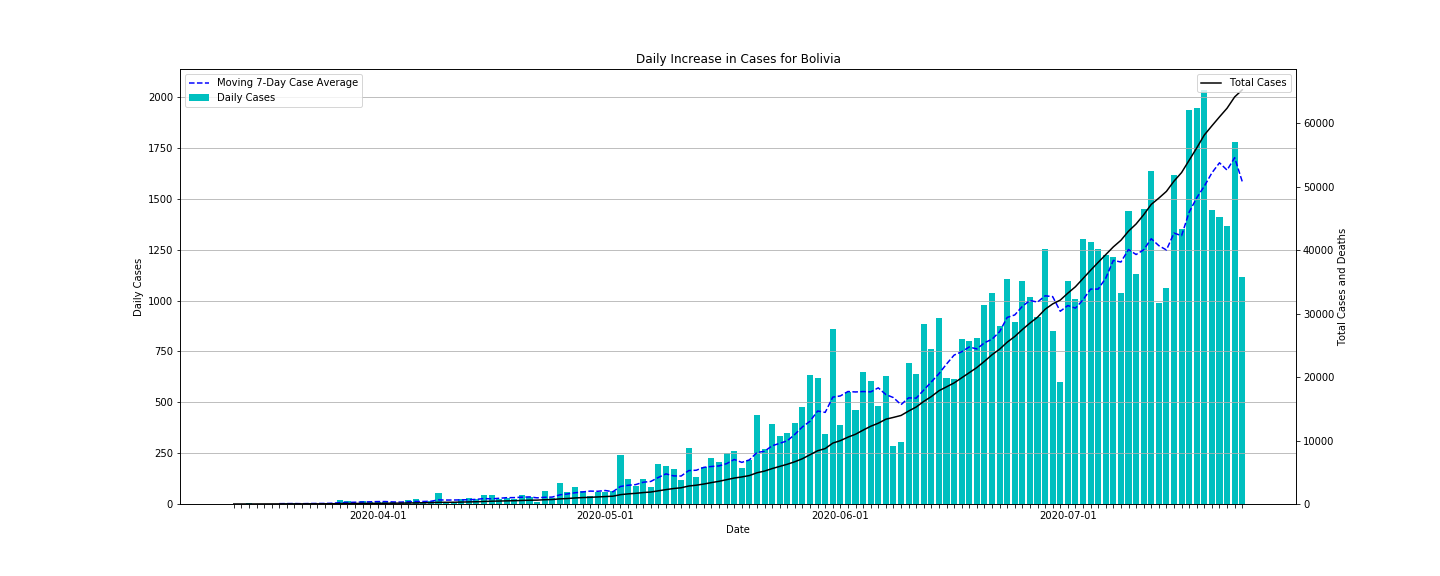 Daily Increase in Cases for Bolivia
Moving 7-Day Case Average
Daily Cases
Total Cases
2000
1750
1500
1250
1000
750
500
250
0
Daily Cases
60000
50000
40000
30000
20000
10000
0
Total Cases and Deaths
2020-04-01
2020-05-01
2020-06-01
2020-07-01
Date